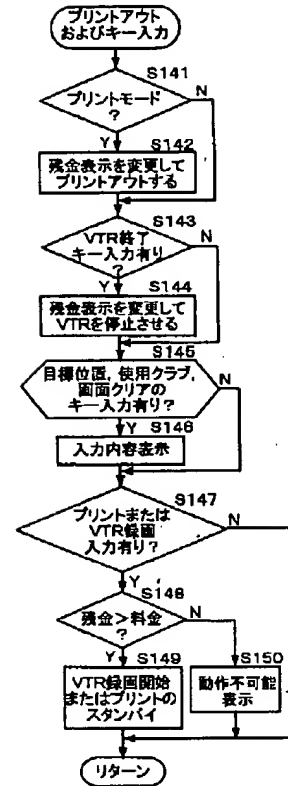 プリントアウト
およびキー入力
S141
プリントモード
?
N
Y
S142
残金表示を変更して
プリントアウトする
S143
VTR終了
キー入力有り
?
N
Y
S144
残金表示を変更して
VTRを停止させる
S145
目標位置,使用クラブ,
画面クリアの
キー入力有り?
N
Y
S146
入力内容表示
S147
プリントまたは
VTR録画
入力有り?
N
Y
S148
残金>料金
?
N
Y
S149
VTR録画開始
またはプリントの
スタンバイ
S150
動作不可能
表示
リターン